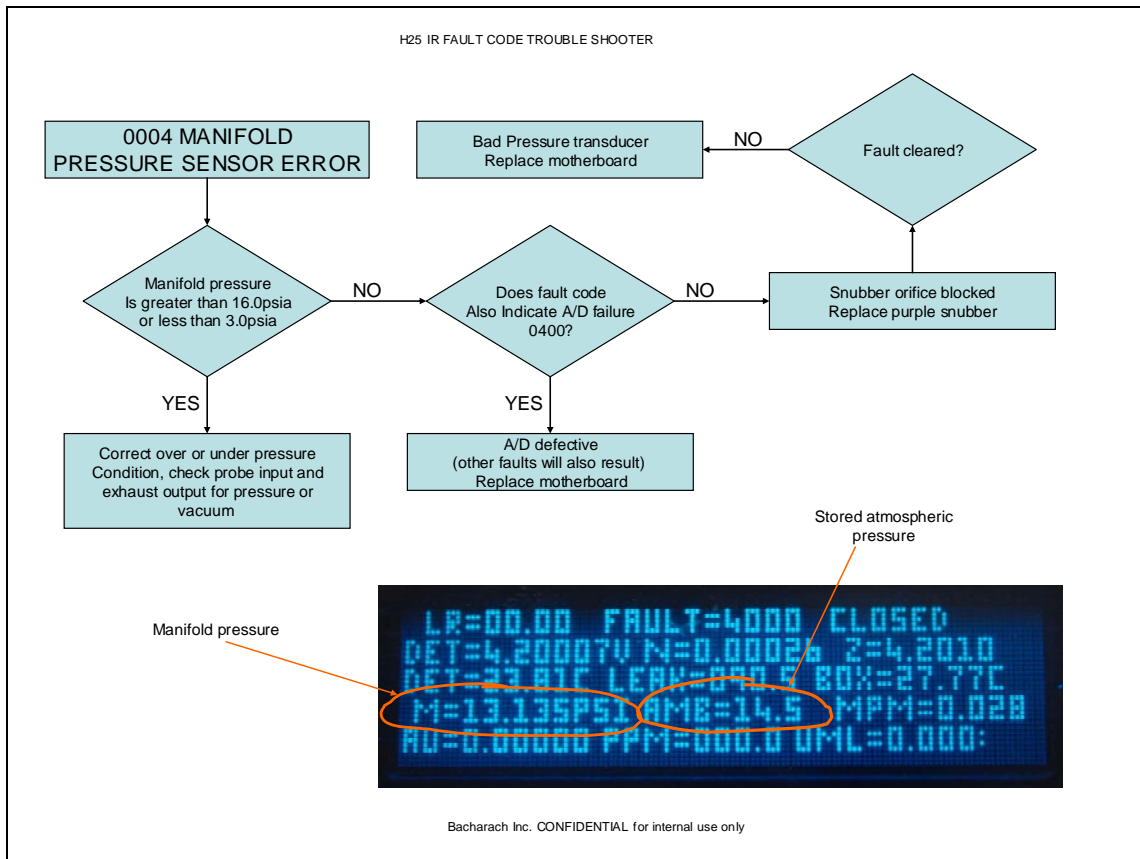 H25 IR FAULT CODE TROUBLE SHOOTER
0004 MANIFOLD
PRESSURE SENSOR ERROR
Manifold pressure
Is greater than 16.0psia
or less than 3.0psia
NO
YES
Correct over or under pressure
Condition, check probe input and
exhaust output for pressure or
vacuum
Does fault code
Also Indicate A/D failure
0400?
NO
YES
A/D defective
(other faults will also result)
Replace motherboard
Snubber orifice blocked
Replace purple snubber
Fault cleared?
NO
Bad Pressure transducer
Replace motherboard
Stored atmospheric
pressure
Manifold pressure
LR=00.00 FAULT=4000 CLOSED
DET=4.20007V N=0.00026 Z=4.2010
BOX=27.77C
M=13.135PSI AMB=14.5 MPM=0.028
PPM=000.0 UML=0.000:
Bacharach Inc. CONFIDENTIAL for internal use only